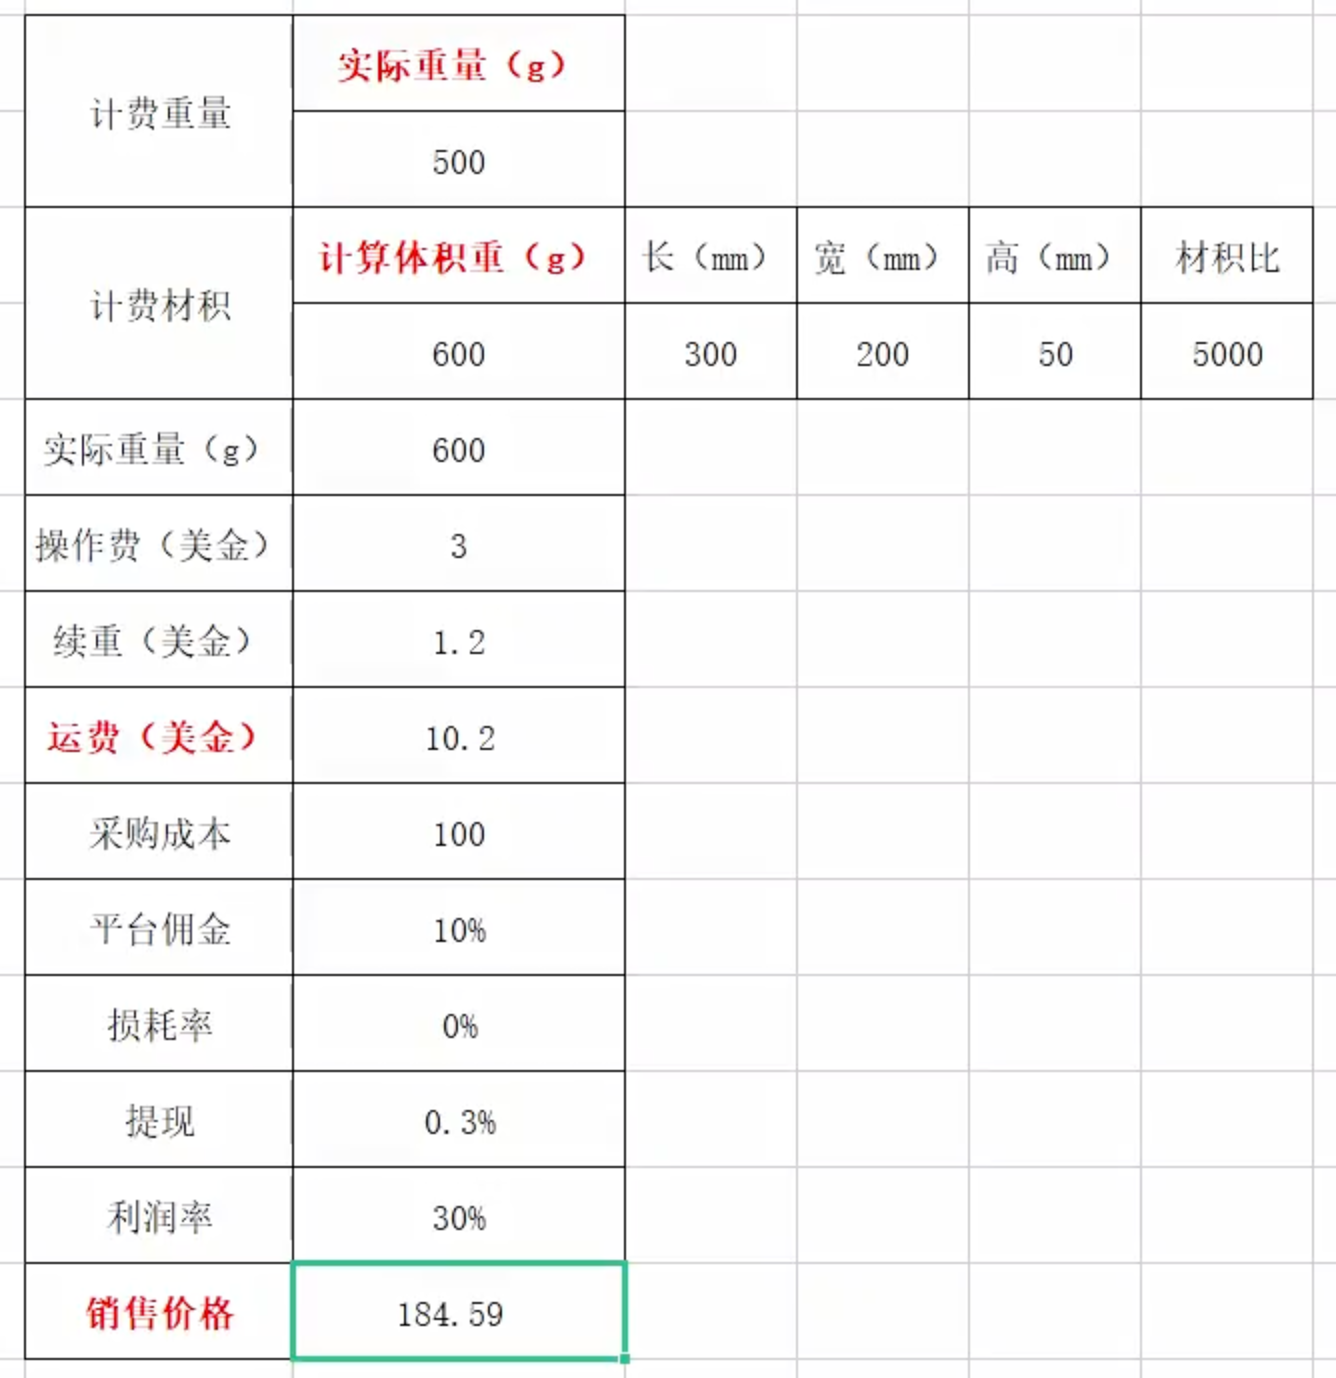 计费重量
实际重量（g）
500
计费材积
计算体积重（g） 长（mm） 宽（mm） 高（mm） 材积比
600 300 200 50 5000
实际重量（g） 600
操作费（美金） 3
续重（美金） 1.2
运费（美金） 10.2
采购成本 100
平台佣金 10%
损耗率 0%
提现 0.3%
利润率 30%
销售价格 184.59